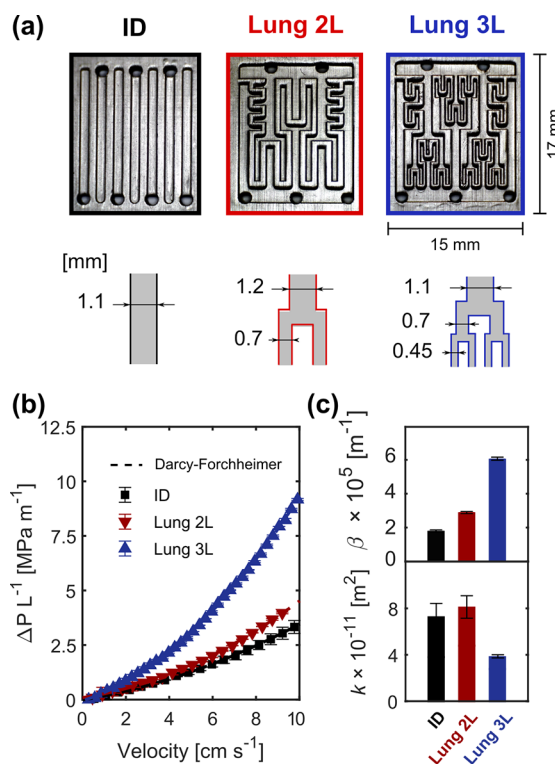 (a)
ID
Lung 2L
Lung 3L
17 mm
15 mm
[mm]
1.1
1.2
0.7
1.1
0.7
0.45
(b)
12.5
10
7.5
5
2.5
0
ΔP L⁻¹ [MPa m⁻¹]
Darcy-Forchheimer
ID
Lung 2L
Lung 3L
0 2 4 6 8 10
Velocity [cm s⁻¹]
(c)
β × 10⁵ [m⁻¹]
6
4
2
0
k × 10⁻¹¹ [m²]
8
4
0
ID
Lung 2L
Lung 3L